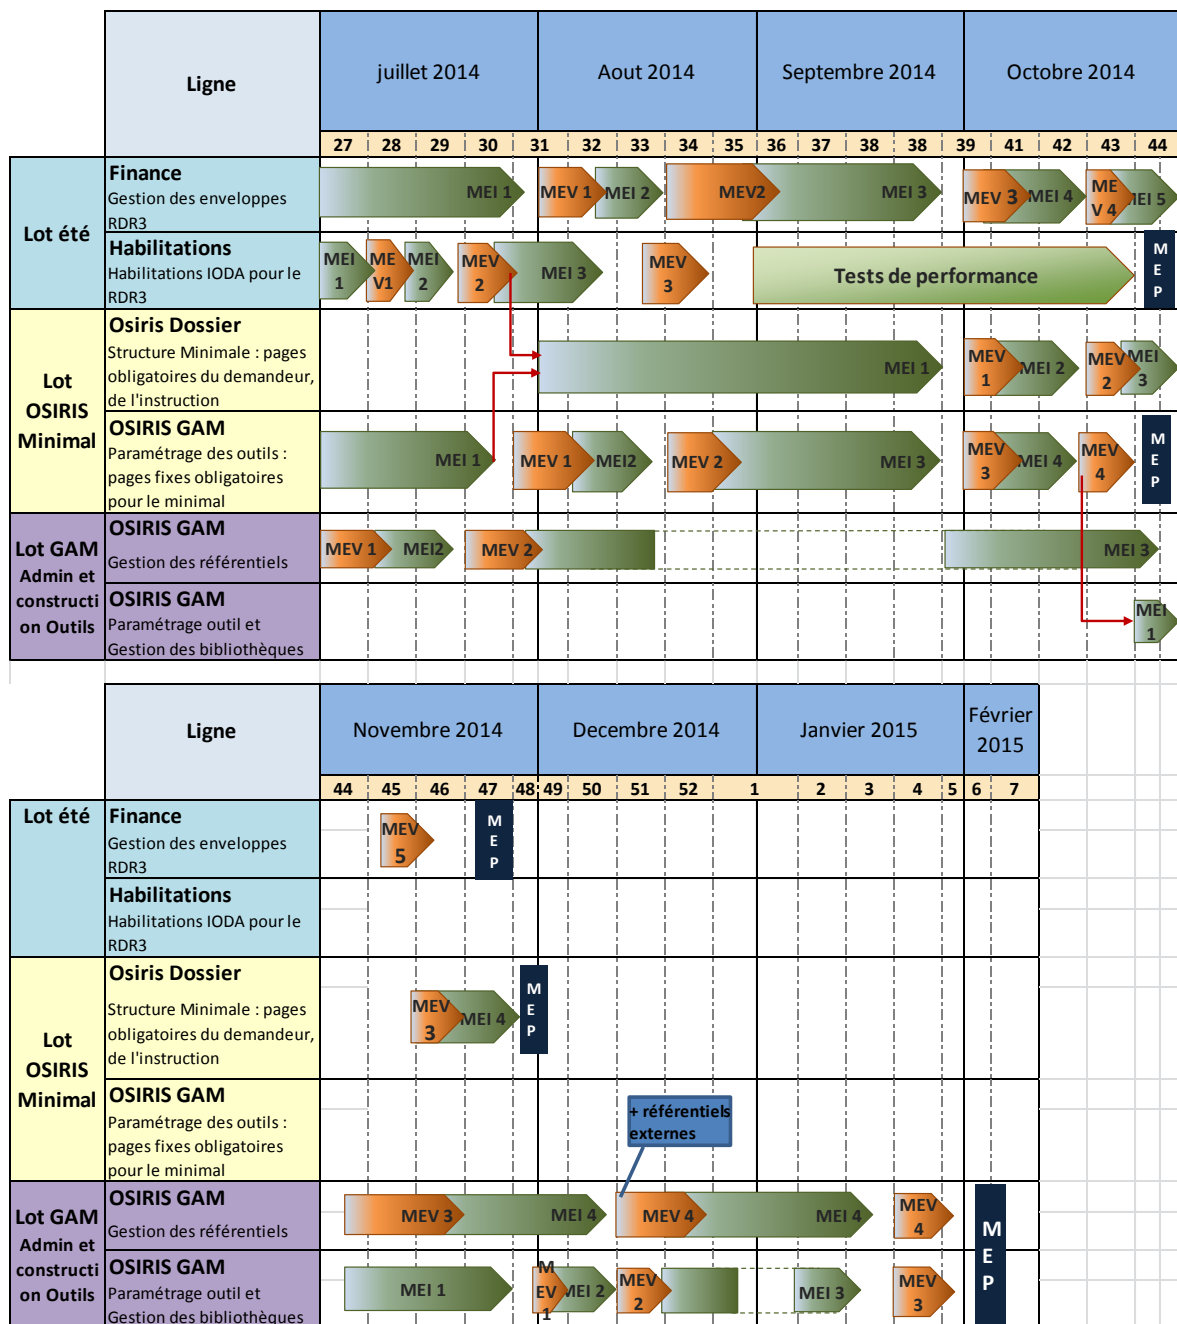 Ligne
juillet 2014
Aout 2014
Septembre 2014
Octobre 2014
27 28 29 30 31 32 33 34 35 36 37 38 38 39 41 42 43 44
Lot été
Finance
Gestion des enveloppes
RDR3
MEI 1
MEV 1
MEI 2
MEV2
MEI 3
MEV 3
MEI 4
ME
V 4
MEI 5
Habilitations
Habilitations IODA pour le
RDR3
MEI
1
ME
V1
MEI
2
MEV
2
MEI 3
MEV
3
Tests de performance
M
E
P
Lot
OSIRIS
Minimal
Osiris Dossier
Structure Minimale : pages
obligatoires du demandeur,
de l'instruction
MEI 1
MEV
1
MEI 2
MEV
2
MEI
3
OSIRIS GAM
Paramétrage des outils :
pages fixes obligatoires
pour le minimal
MEI 1
MEV 1
MEI2
MEV 2
MEI 3
MEV
3
MEI 4
MEV
4
M
E
P
Lot GAM
Admin et
constructi
on Outils
OSIRIS GAM
Gestion des référentiels
MEV 1
MEI2
MEV 2
MEI 3
OSIRIS GAM
Paramétrage outil et
Gestion des bibliothèques
MEI
1
Ligne
Novembre 2014
Decembre 2014
Janvier 2015
Février
2015
44 45 46 47 48 49 50 51 52 1 2 3 4 5 6 7
Lot été
Finance
Gestion des enveloppes
RDR3
MEV
5
M
E
P
Habilitations
Habilitations IODA pour le
RDR3
Lot
OSIRIS
Minimal
Osiris Dossier
Structure Minimale : pages
obligatoires du demandeur,
de l'instruction
MEV
3
MEI 4
M
E
P
OSIRIS GAM
Paramétrage des outils :
pages fixes obligatoires
pour le minimal
+ référentiels
externes
Lot GAM
Admin et
constructi
on Outils
OSIRIS GAM
Gestion des référentiels
MEV 3
MEI 4
MEV 4
MEI 4
MEV
4
M
E
P
OSIRIS GAM
Paramétrage outil et
Gestion des bibliothèques
MEI 1
M
EV
1
MEI 2
MEV
2
MEI 3
MEV
3